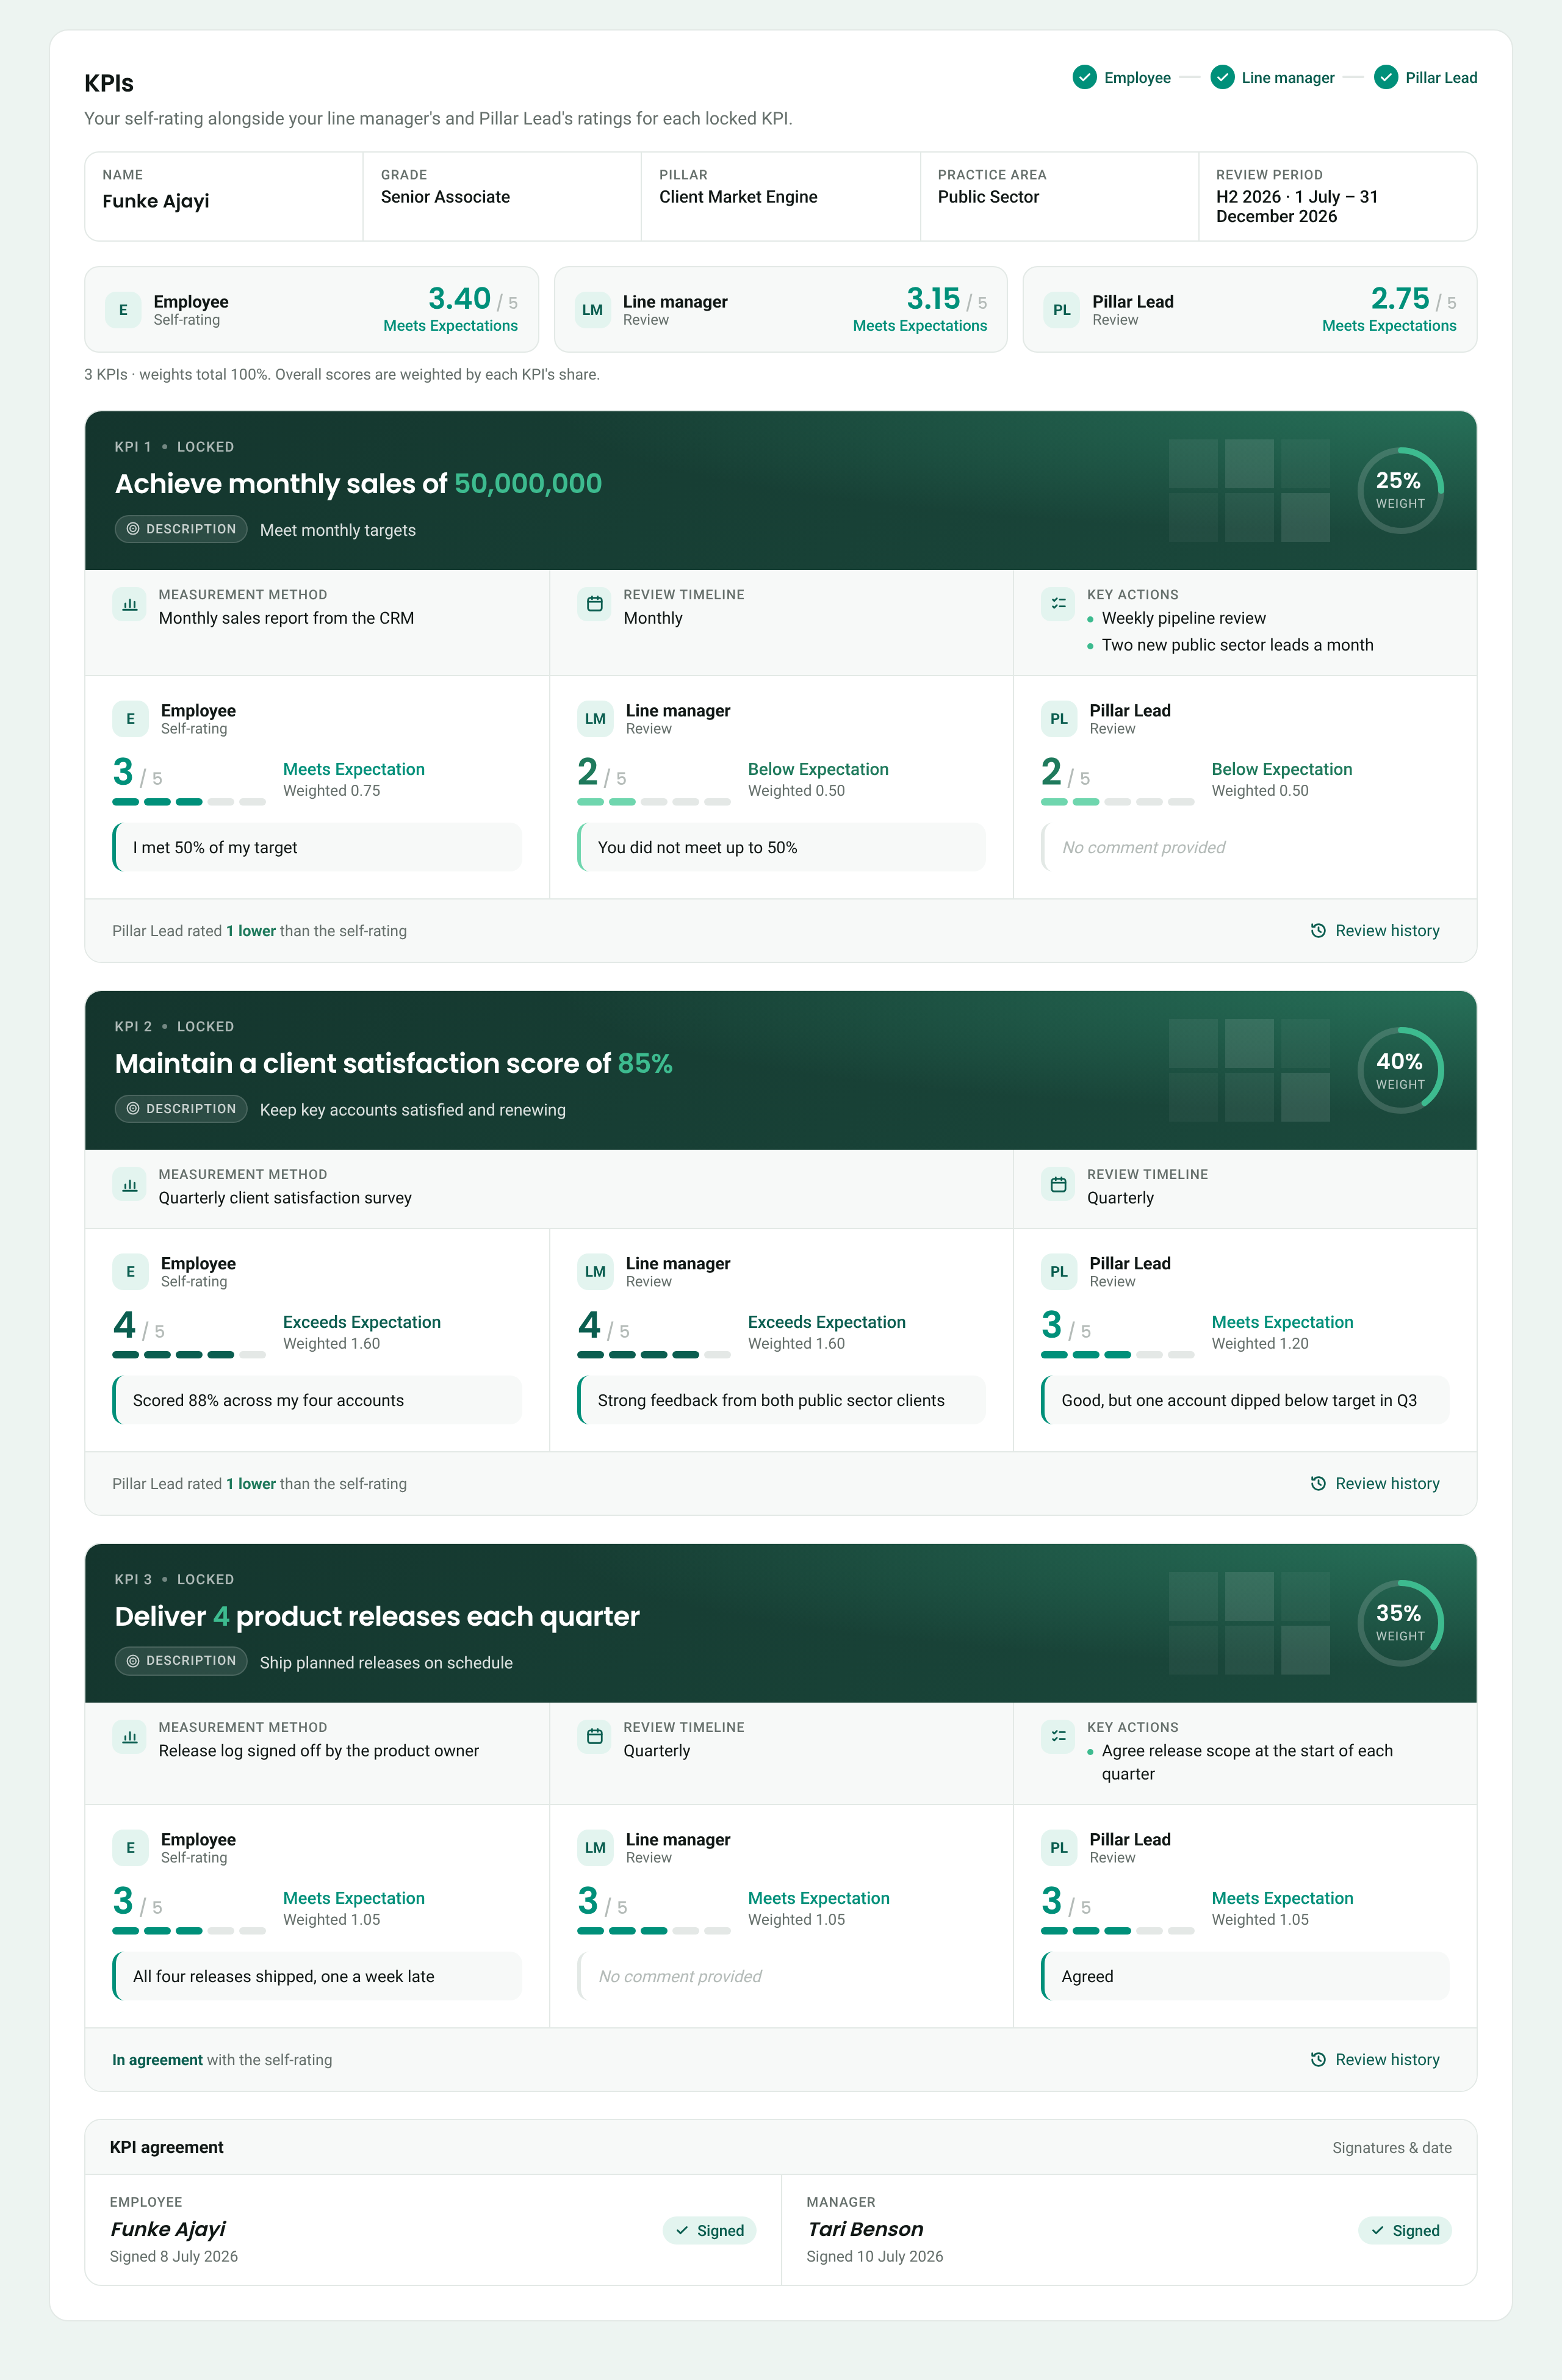 KPIs
Employee
Line manager
Pillar Lead
Your self-rating alongside your line manager's and Pillar Lead's ratings for each locked KPI.
NAME
Funke Ajayi
GRADE
Senior Associate
PILLAR
Client Market Engine
PRACTICE AREA
Public Sector
REVIEW PERIOD
H2 2026 · 1 July – 31
December 2026
E
Employee
Self-rating
3.40 / 5
Meets Expectations
LM
Line manager
Review
3.15 / 5
Meets Expectations
PL
Pillar Lead
Review
2.75 / 5
Meets Expectations
3 KPIs · weights total 100%. Overall scores are weighted by each KPI's share.
KPI 1 • LOCKED
Achieve monthly sales of 50,000,000
DESCRIPTION Meet monthly targets
25%
WEIGHT
MEASUREMENT METHOD
Monthly sales report from the CRM
REVIEW TIMELINE
Monthly
KEY ACTIONS
• Weekly pipeline review
• Two new public sector leads a month
E
Employee
Self-rating
3 / 5
Meets Expectation
Weighted 0.75
I met 50% of my target
LM
Line manager
Review
2 / 5
Below Expectation
Weighted 0.50
You did not meet up to 50%
PL
Pillar Lead
Review
2 / 5
Below Expectation
Weighted 0.50
No comment provided
Pillar Lead rated 1 lower than the self-rating
Review history
KPI 2 • LOCKED
Maintain a client satisfaction score of 85%
DESCRIPTION Keep key accounts satisfied and renewing
40%
WEIGHT
MEASUREMENT METHOD
Quarterly client satisfaction survey
REVIEW TIMELINE
Quarterly
E
Employee
Self-rating
4 / 5
Exceeds Expectation
Weighted 1.60
Scored 88% across my four accounts
LM
Line manager
Review
4 / 5
Exceeds Expectation
Weighted 1.60
Strong feedback from both public sector clients
PL
Pillar Lead
Review
3 / 5
Meets Expectation
Weighted 1.20
Good, but one account dipped below target in Q3
Pillar Lead rated 1 lower than the self-rating
Review history
KPI 3 • LOCKED
Deliver 4 product releases each quarter
DESCRIPTION Ship planned releases on schedule
35%
WEIGHT
MEASUREMENT METHOD
Release log signed off by the product owner
REVIEW TIMELINE
Quarterly
KEY ACTIONS
• Agree release scope at the start of each
quarter
E
Employee
Self-rating
3 / 5
Meets Expectation
Weighted 1.05
All four releases shipped, one a week late
LM
Line manager
Review
3 / 5
Meets Expectation
Weighted 1.05
No comment provided
PL
Pillar Lead
Review
3 / 5
Meets Expectation
Weighted 1.05
Agreed
In agreement with the self-rating
Review history
KPI agreement
Signatures & date
EMPLOYEE
Funke Ajayi
Signed 8 July 2026
Signed
MANAGER
Tari Benson
Signed 10 July 2026
Signed